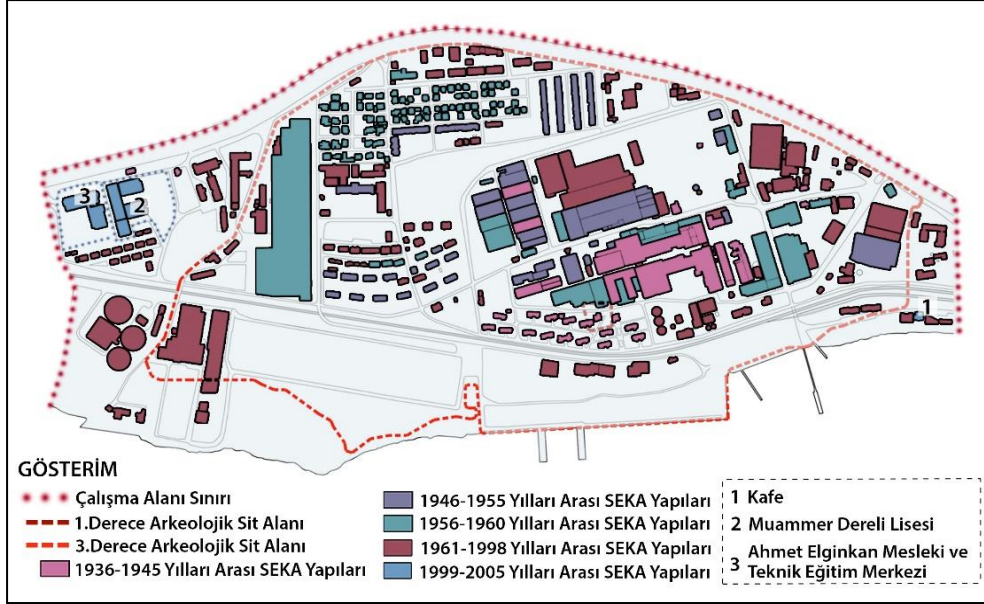 3
2
1
GÖSTERİM
Çalışma Alanı Sınırı
1.Derece Arkeolojik Sit Alanı
3.Derece Arkeolojik Sit Alanı
1936-1945 Yılları Arası SEKA Yapıları
1946-1955 Yılları Arası SEKA Yapıları
1956-1960 Yılları Arası SEKA Yapıları
1961-1998 Yılları Arası SEKA Yapıları
1999-2005 Yılları Arası SEKA Yapıları
1 Kafe
2 Muammer Dereli Lisesi
3 Ahmet Elginkan Mesleki ve
Teknik Eğitim Merkezi